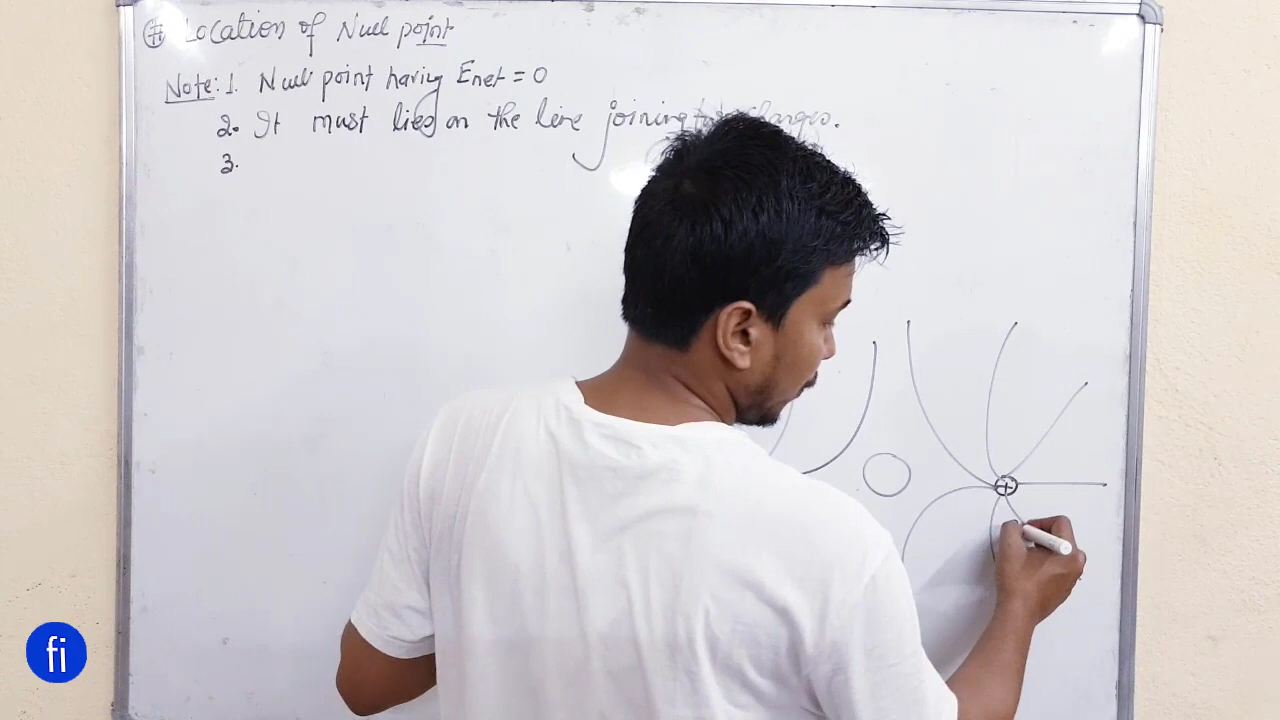 Location of Null point
Note: 1. Null point having Enet = 0
2. It must lies on the line joining two charges.
3.
+
fi